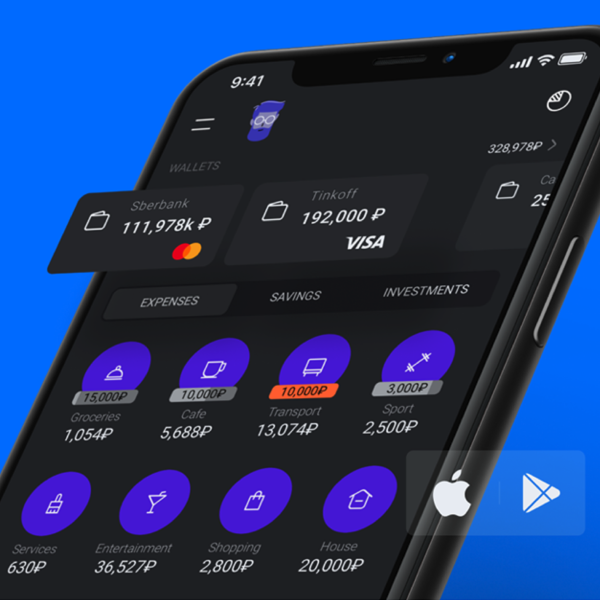 9:41
328,978₽
WALLETS
Sberbank
111,978k ₽
Tinkoff
192,000 ₽
VISA
Ca
25
EXPENSES
SAVINGS
INVESTMENTS
15,000₽
10,000₽
10,000₽
3,000₽
Groceries
Cafe
Transport
Sport
1,054₽
5,688₽
13,074₽
2,500₽
Services
Entertainment
Shopping
House
630₽
36,527₽
2,800₽
20,000₽